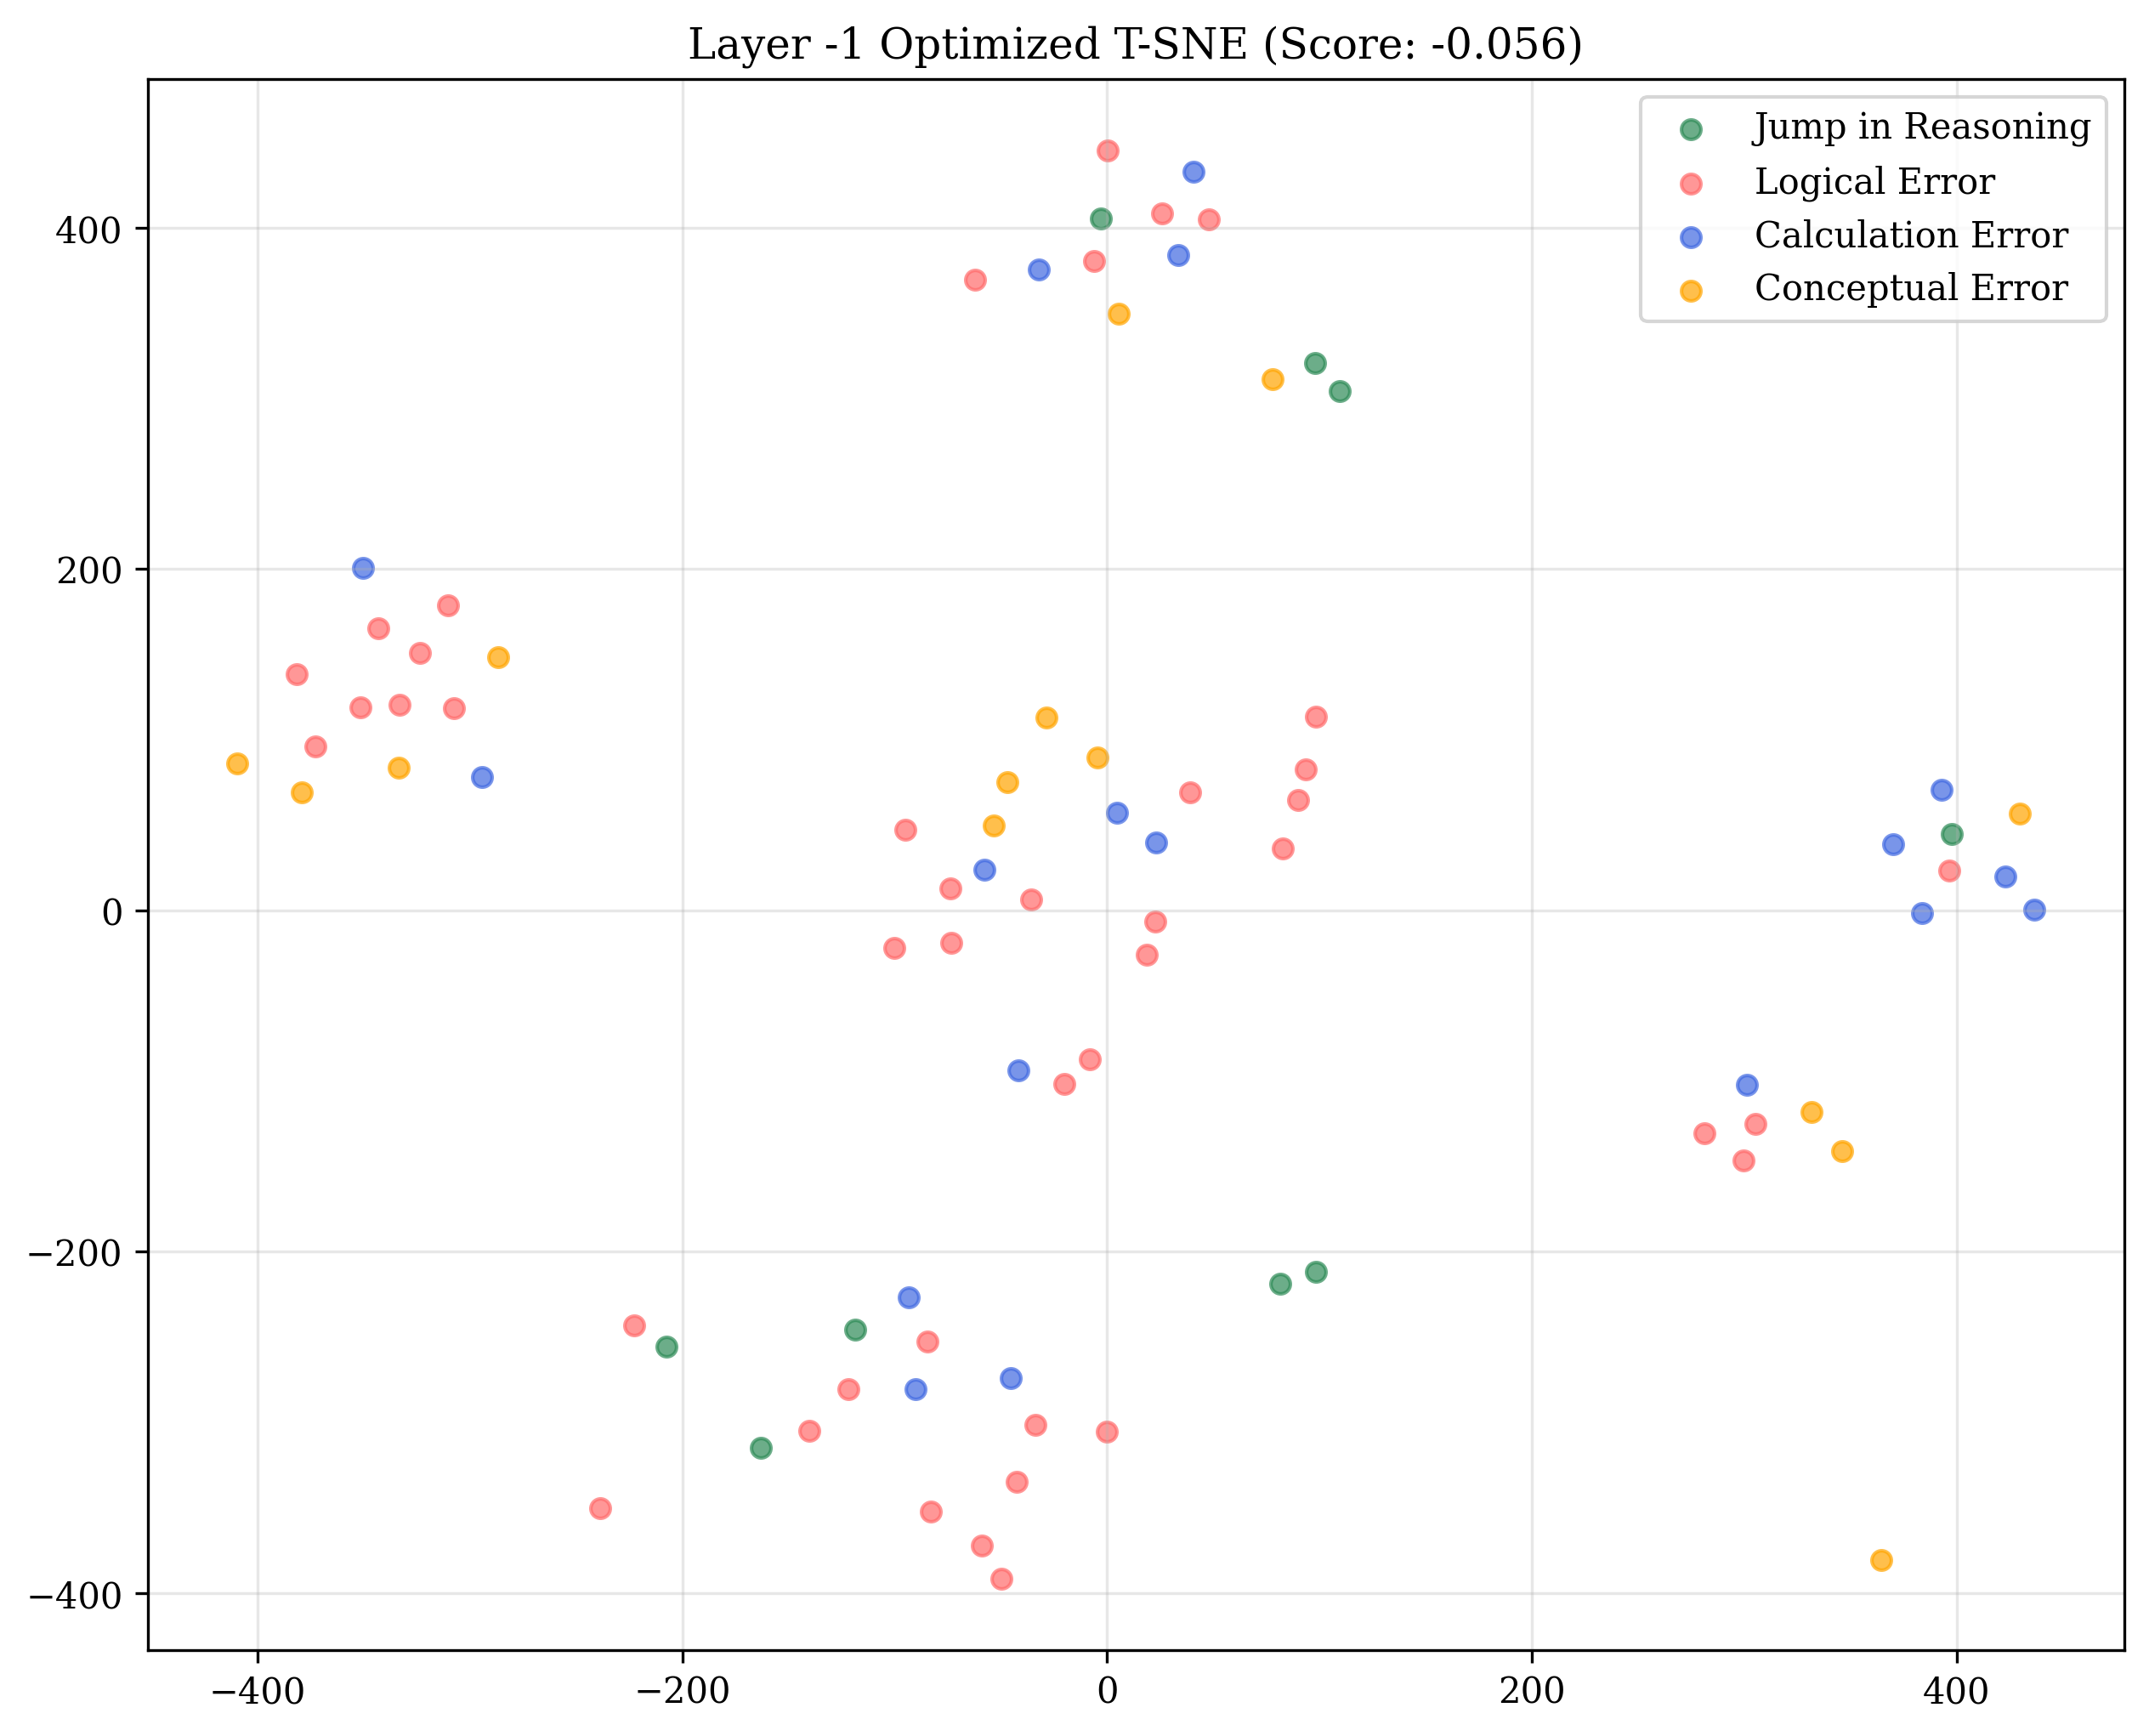 Layer -1 Optimized T-SNE (Score: -0.056)
Jump in Reasoning
Logical Error
Calculation Error
Conceptual Error
400
200
0
−200
−400
−400
−200
0
200
400